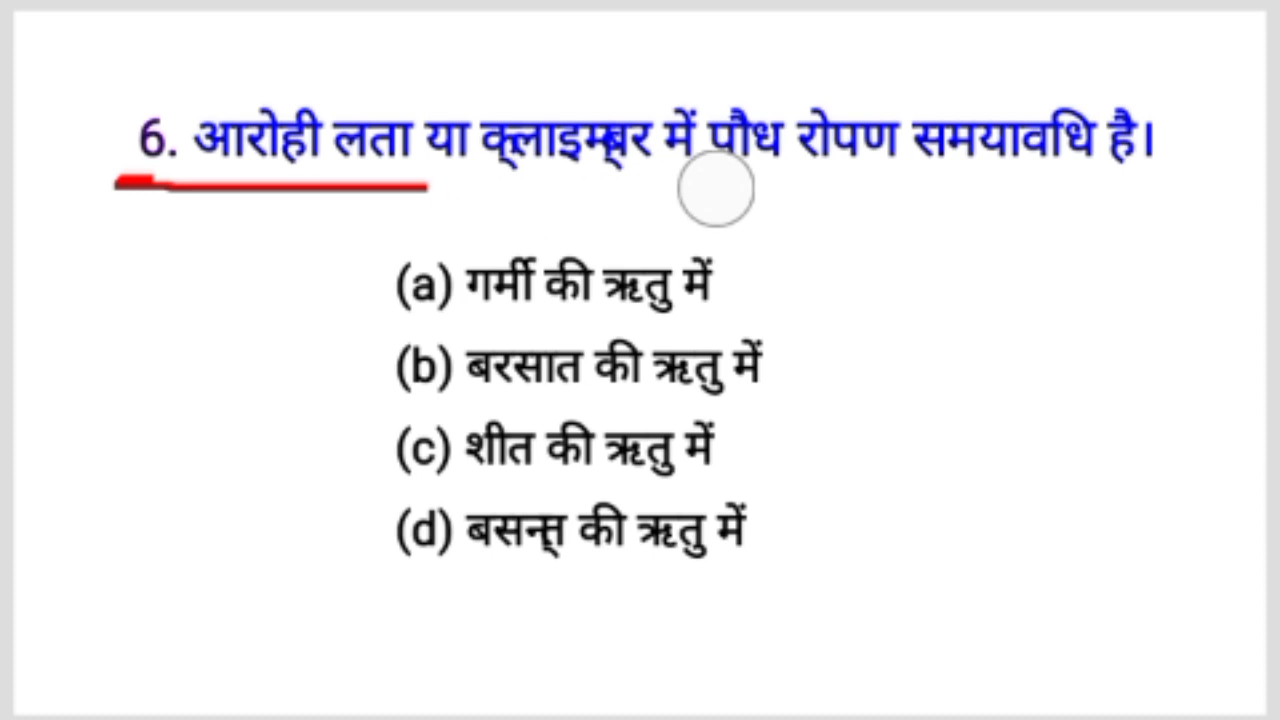 6. आरोही लता या क्लाइम्बर में पौध रोपण समयावधि है।
(a) गर्मी की ऋतु में
(b) बरसात की ऋतु में
(c) शीत की ऋतु में
(d) बसन्त की ऋतु में